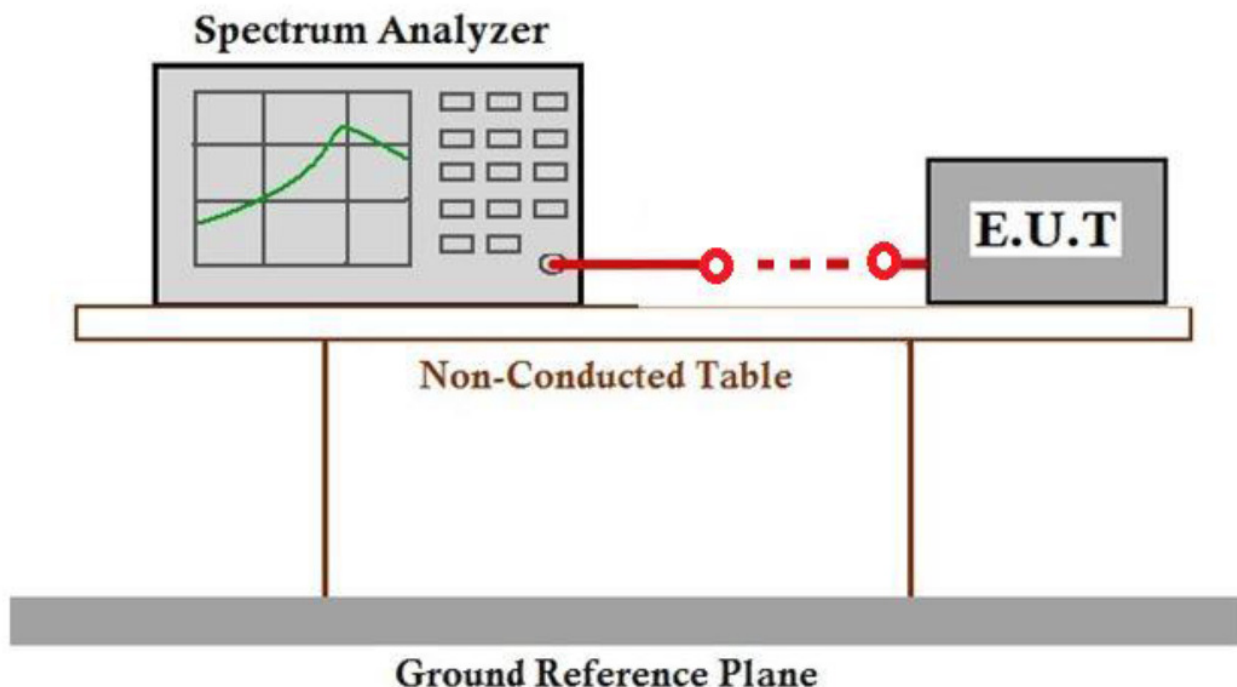 Spectrum Analyzer
E.U.T
Non-Conducted Table
Ground Reference Plane